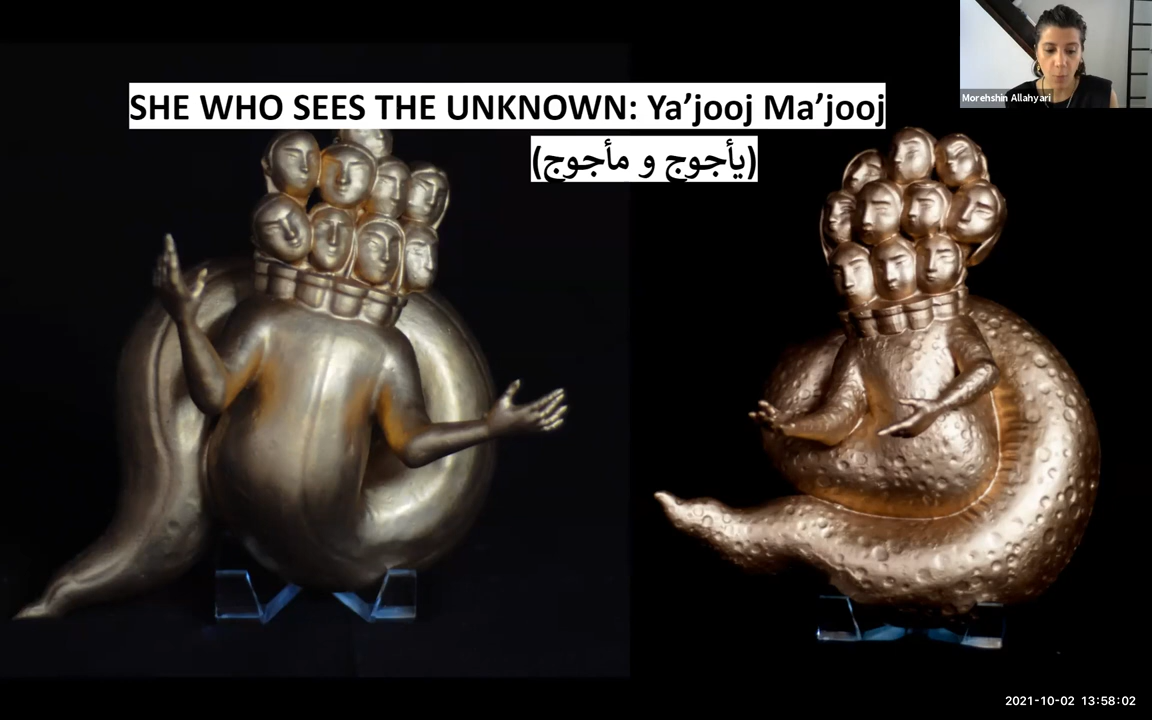 SHE WHO SEES THE UNKNOWN: Ya’jooj Ma’jooj
(يأجوج و مأجوج)
Morehshin Allahyari
2021-10-02 13:58:02